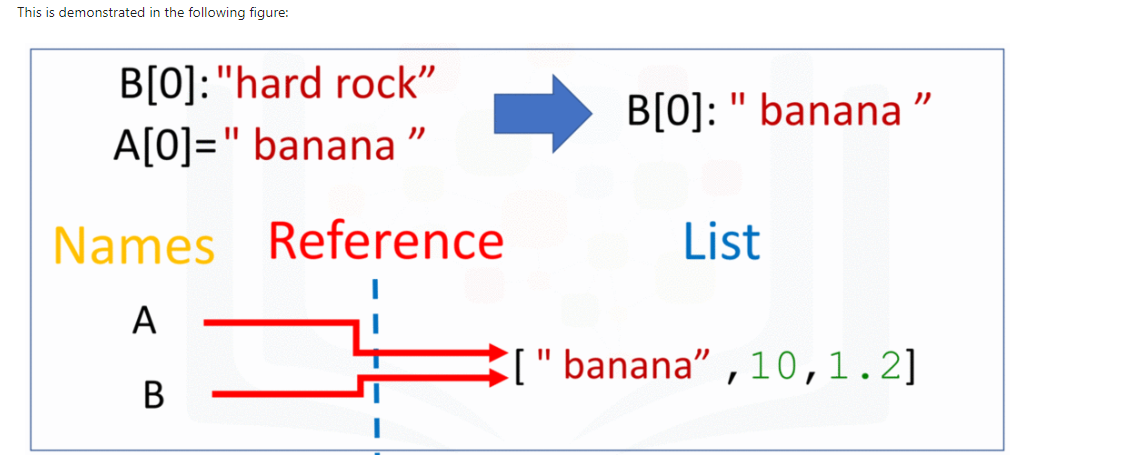 This is demonstrated in the following figure:
B[0]:"hard rock”
A[0]=" banana ”
B[0]: " banana ”
Names Reference List
A
B
[ " banana” ,10,1.2]